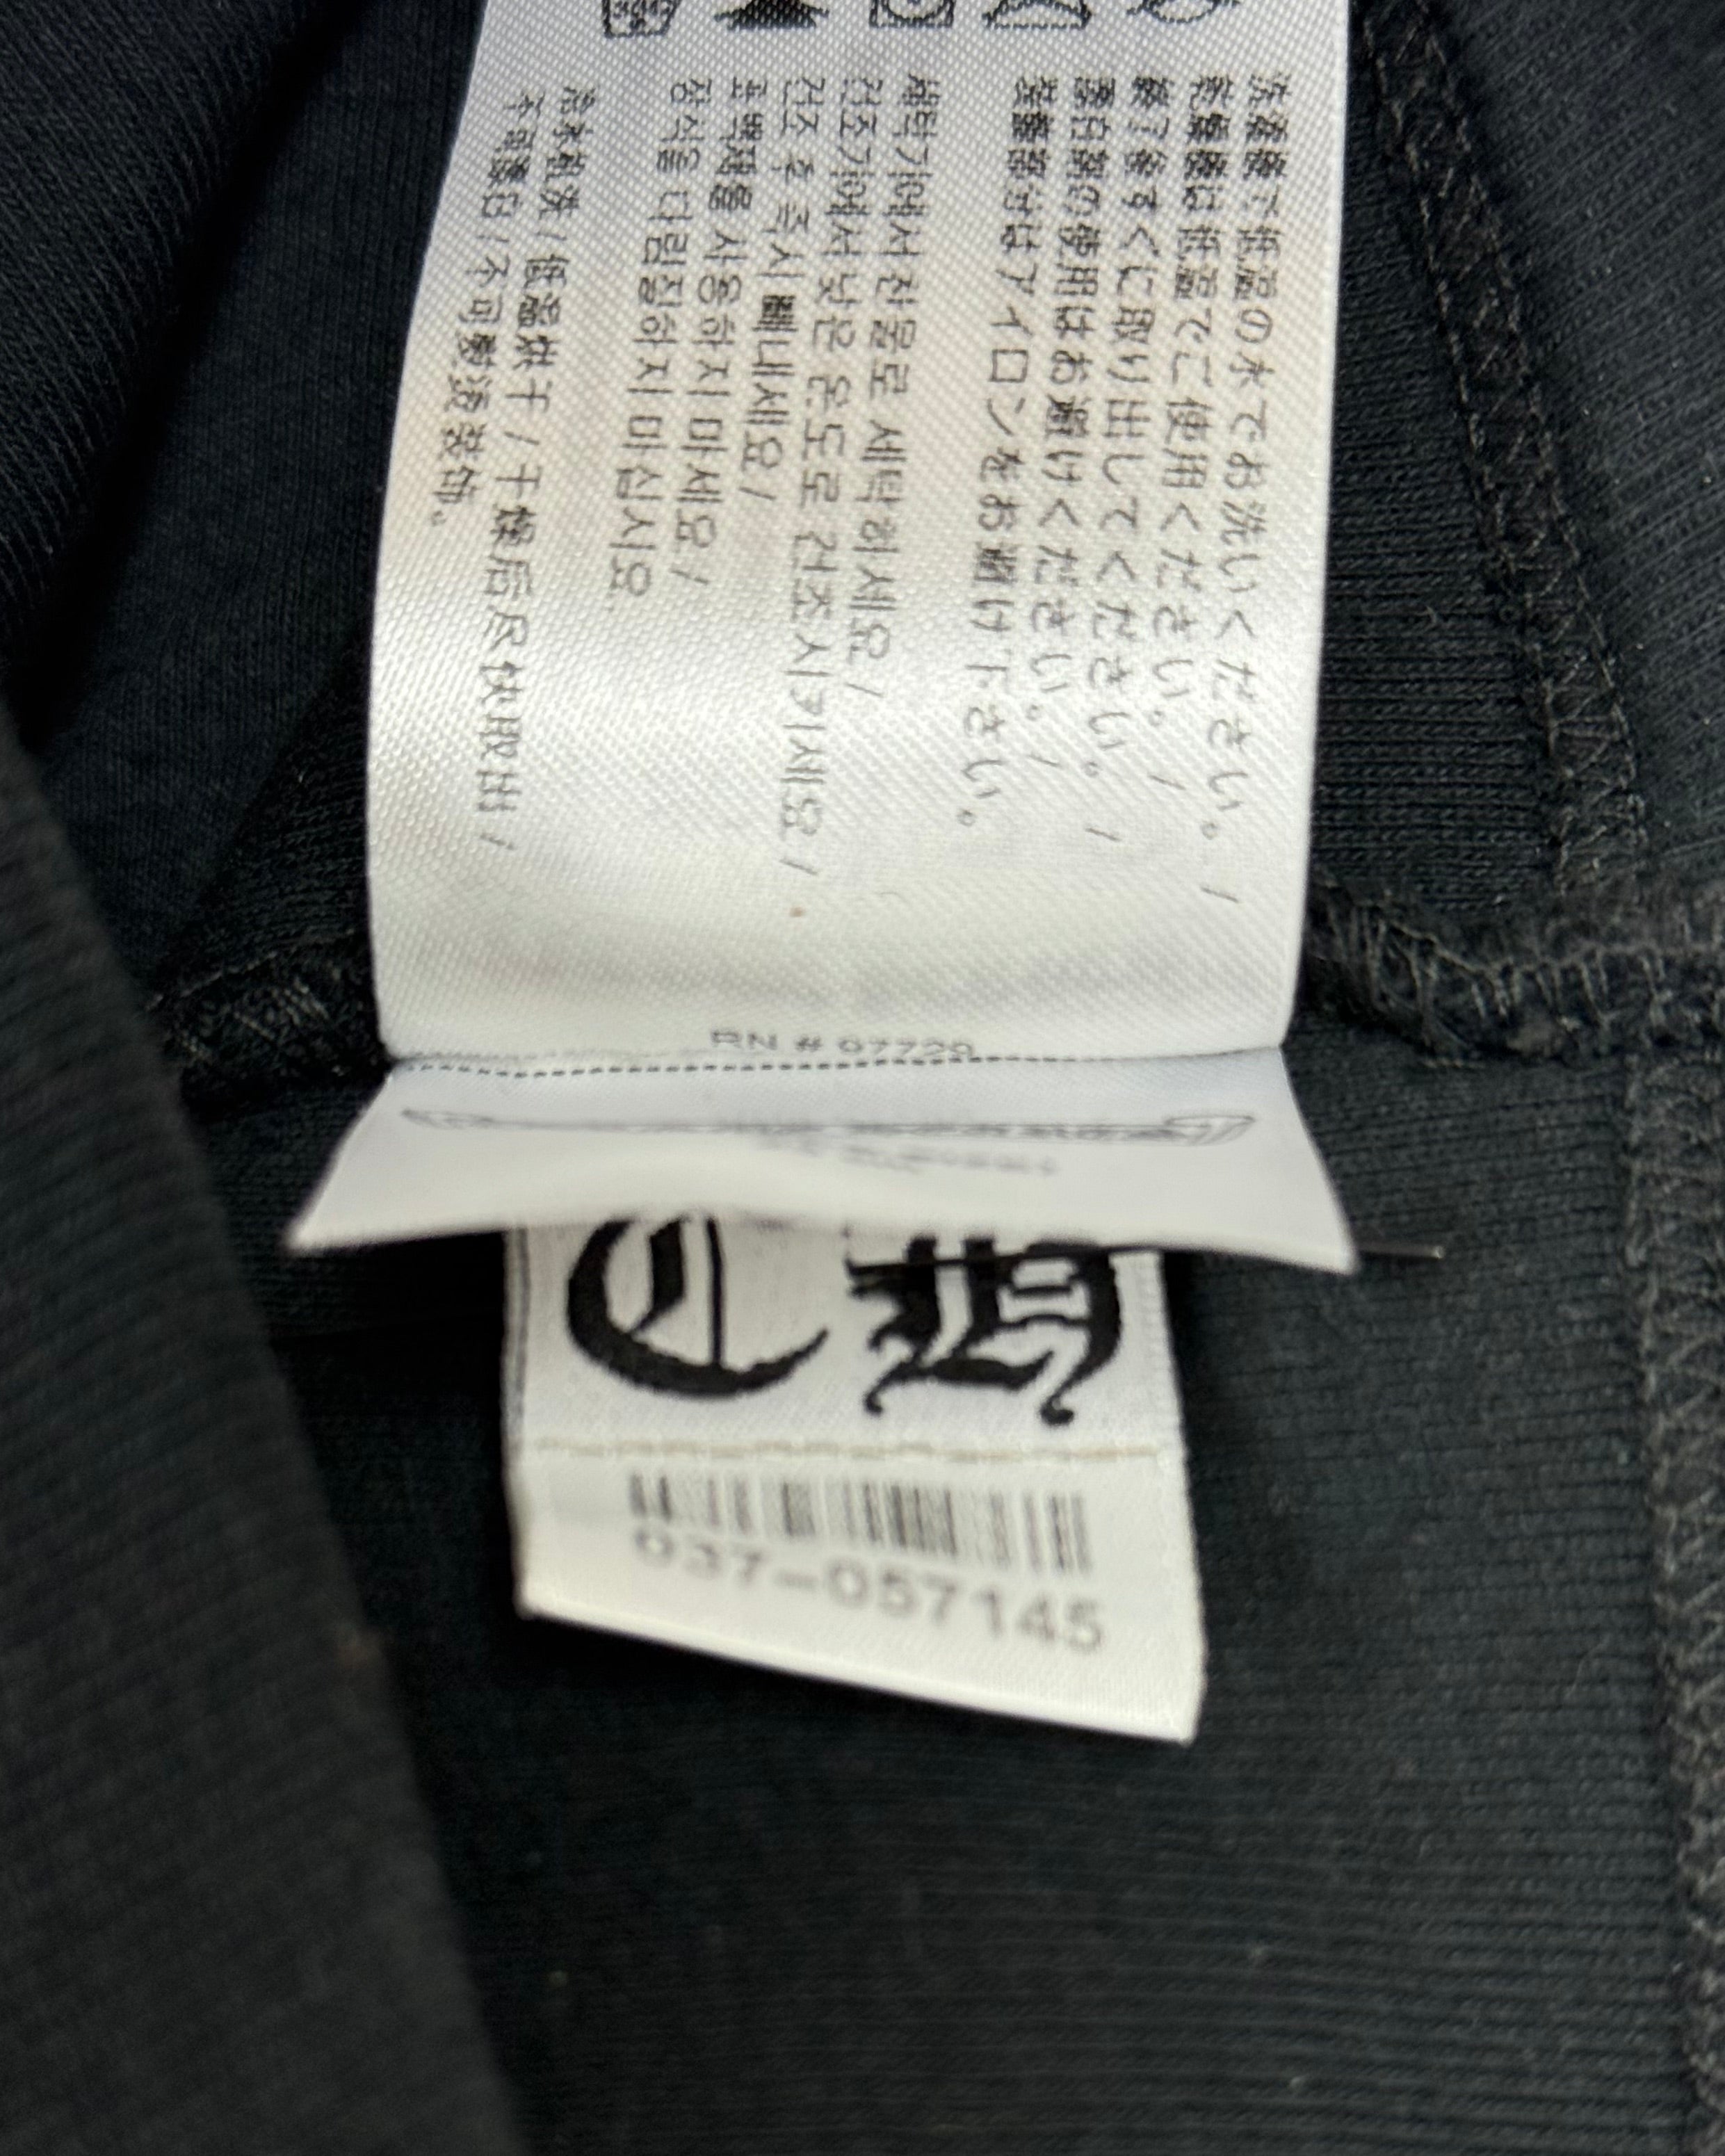 洗濯機で低温の水でお洗いください。/
乾燥機は低温でご使用ください。/
終了後すぐに取り出してください。/
漂白剤の使用はお避けください。/
装飾部分はアイロンをお避け下さい。
세탁기에서 찬물로 세탁하세요/
건조기에서 낮은 온도로 건조시키세요/
건조 후 즉시 빼내세요/
표백제를 사용하지 마세요/
장식을 다림질하지 마십시오.
冷水机洗/低温烘干/干燥后尽快取出/
不可漂白/不可熨烫装饰。
RN # 97729
CH
037-057145